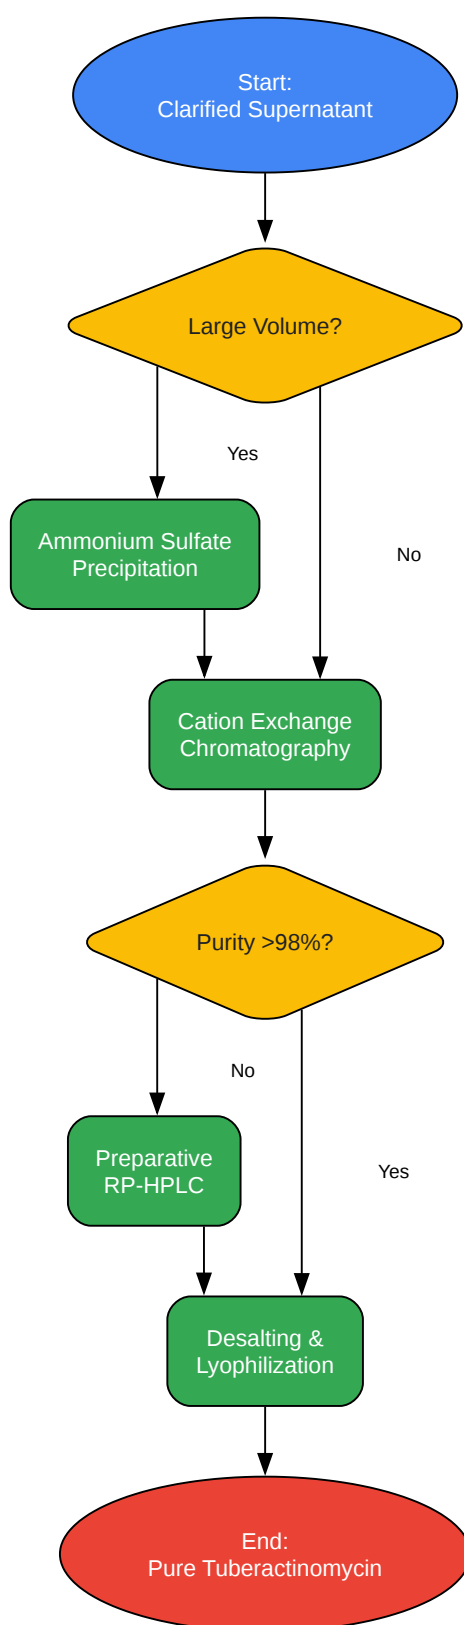 Start:
Clarified Supernatant
Large Volume?
Yes
Ammonium Sulfate
Precipitation
No
Cation Exchange
Chromatography
Purity >98%?
No
Preparative
RP-HPLC
Yes
Desalting &
Lyophilization
End:
Pure Tuberactinomycin